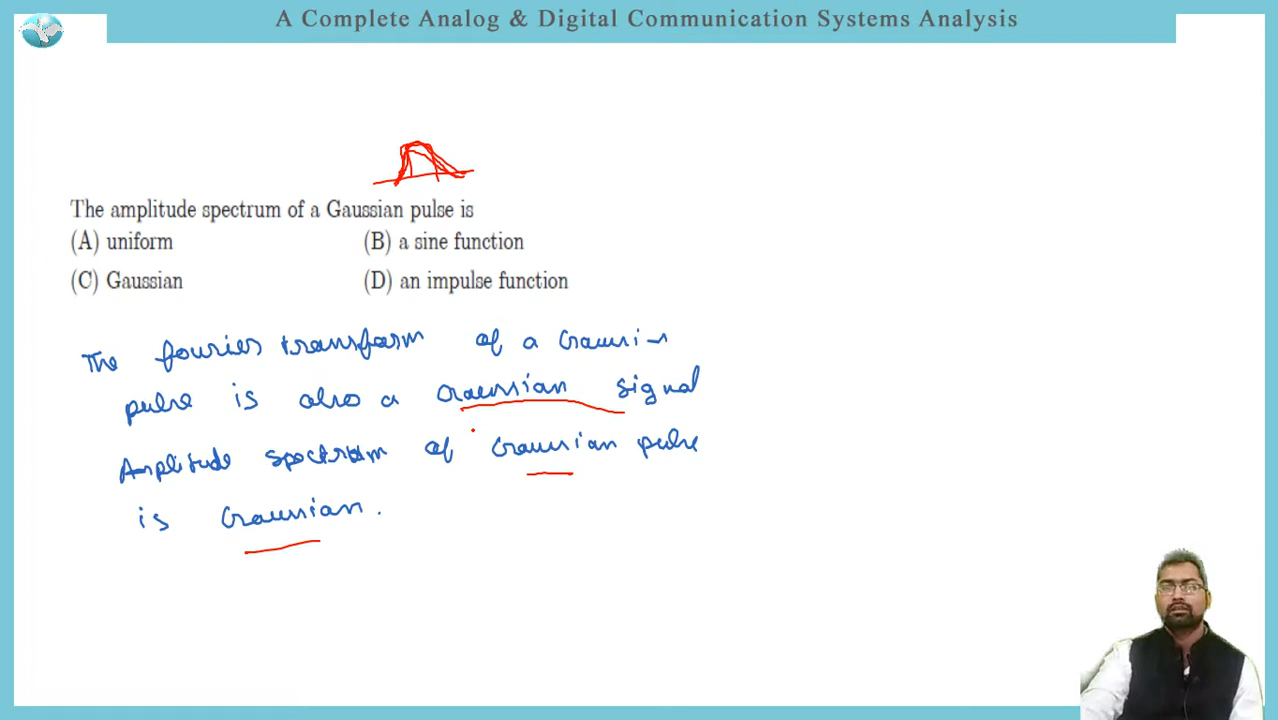 A Complete Analog & Digital Communication Systems Analysis
The amplitude spectrum of a Gaussian pulse is
(A) uniform (B) a sine function
(C) Gaussian (D) an impulse function
The fourier transform of a Gaussian
pulse is also a Gaussian signal
Amplitude spectrum of Gaussian pulse
is Gaussian.